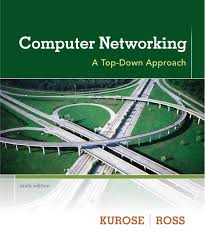 Computer Networking
A Top-Down Approach
sixth edition
KUROSE | ROSS